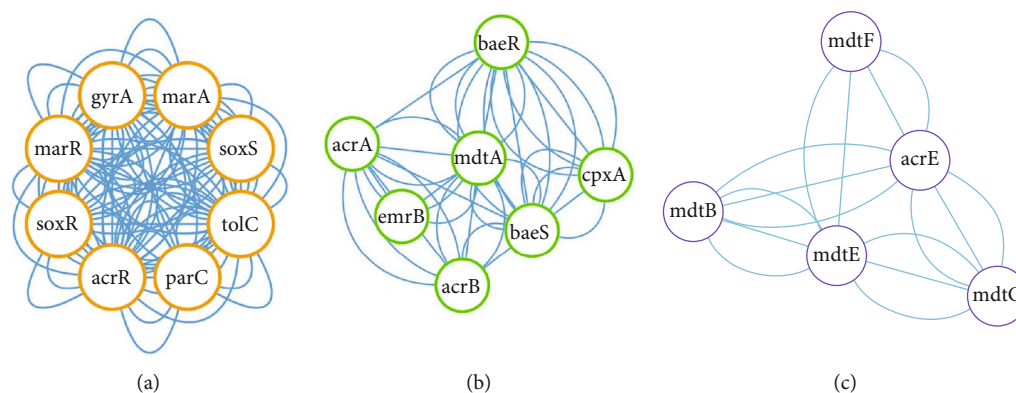 gyrA
marA
marR
soxS
soxR
tolC
acrR
parC
(a)
baeR
acrA
mdtA
cpxA
emrB
baeS
acrB
(b)
mdtF
acrE
mdtB
mdtE
mdtC
(c)